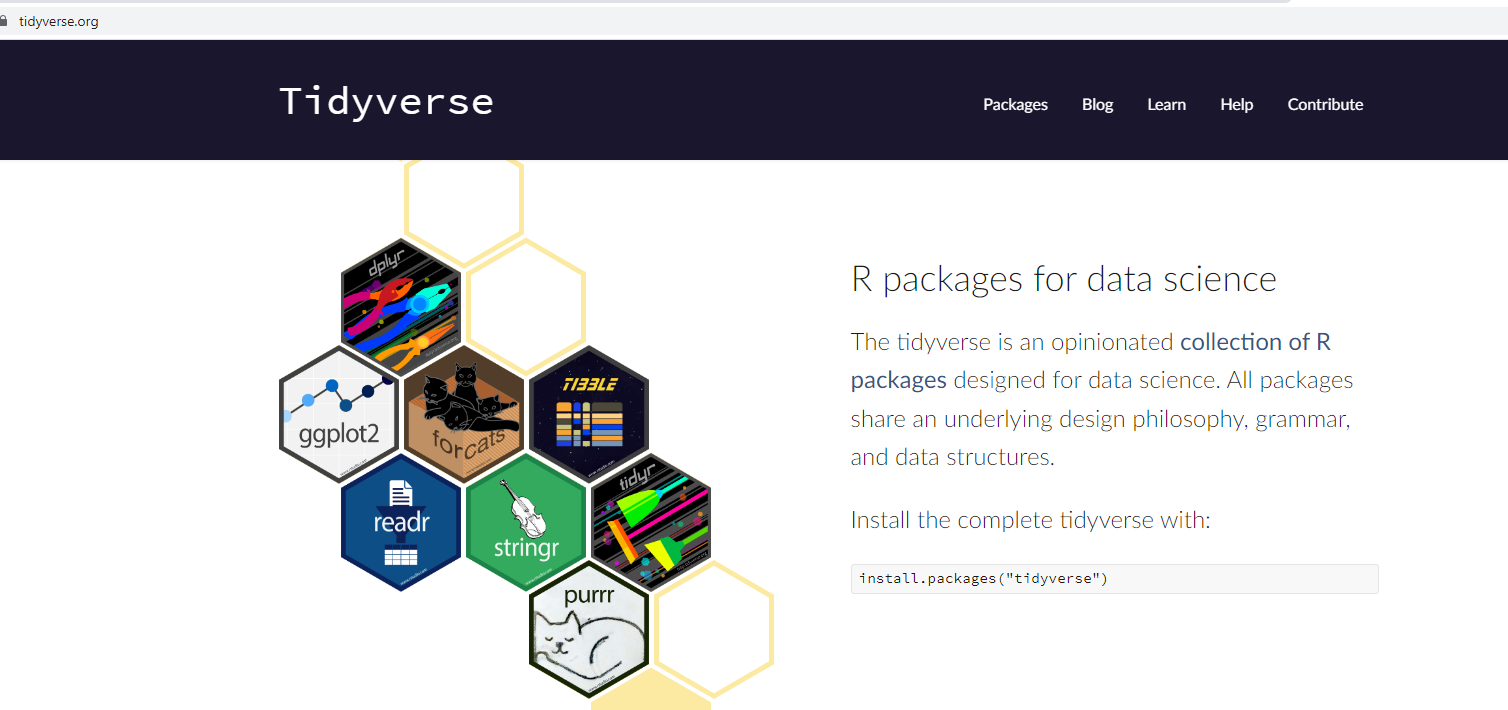 tidyverse.org
Tidyverse
Packages Blog Learn Help Contribute
dplyr
ggplot2
forcats
TIBBLE
readr
stringr
tidyr
purrr
R packages for data science
The tidyverse is an opinionated collection of R
packages designed for data science. All packages
share an underlying design philosophy, grammar,
and data structures.
Install the complete tidyverse with:
install.packages("tidyverse")